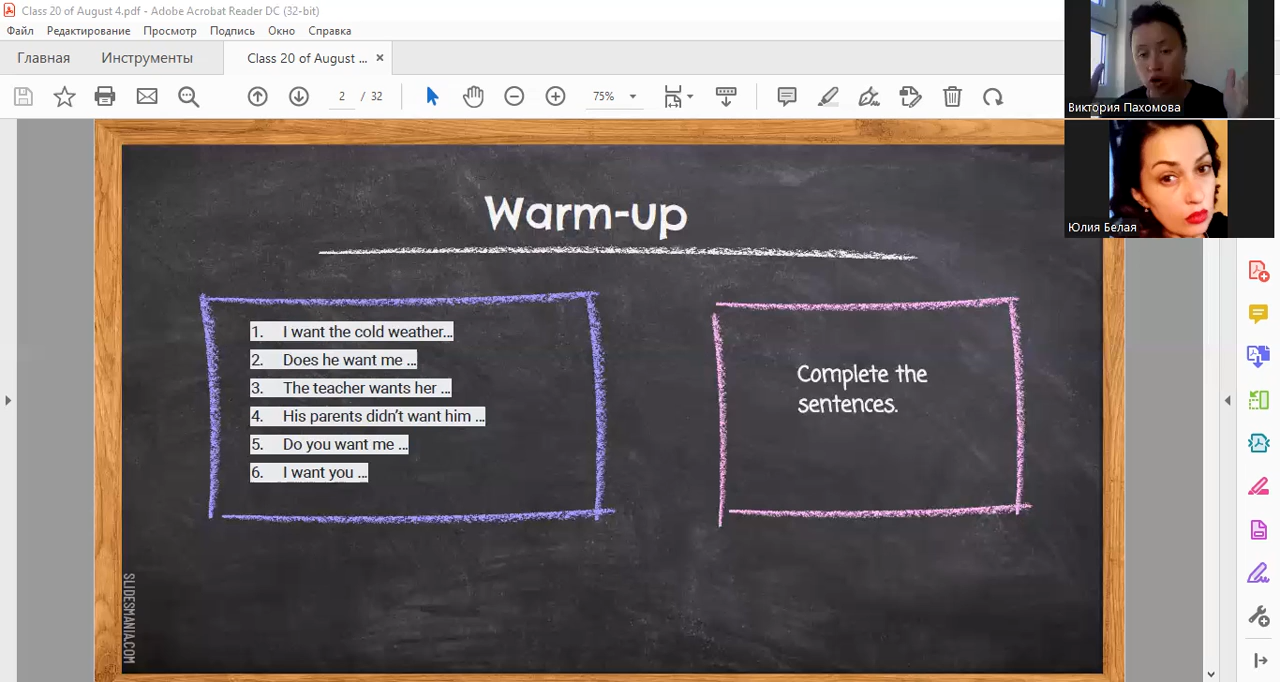 Class 20 of August 4.pdf - Adobe Acrobat Reader DC (32-bit)
Файл Редактирование Просмотр Подпись Окно Справка
Главная Инструменты Class 20 of August ... ×
2 / 32 75%
Виктория Пахомова
Юлия Белая
Warm-up
1. I want the cold weather...
2. Does he want me ...
3. The teacher wants her ...
4. His parents didn't want him ...
5. Do you want me ...
6. I want you ...
Complete the
sentences.
SLIDESMANIA.COM